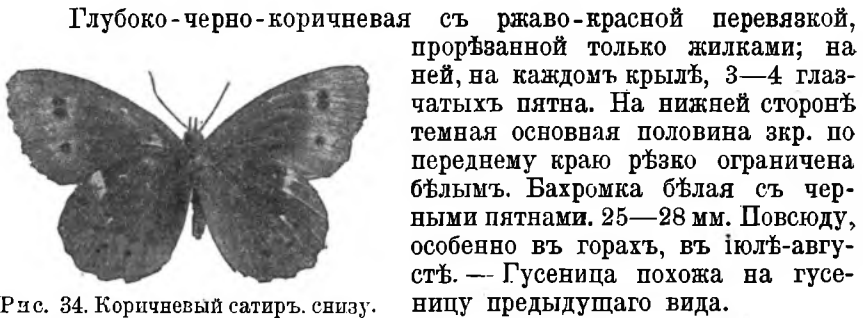 Глубоко-черно-коричневая съ ржаво-красной перевязкой,
прорѣзанной только жилками; на
ней, на каждомъ крылѣ, 3—4 глаз-
чатыхъ пятна. На нижней сторонѣ
темная основная половина зкр. по
переднему краю рѣзко ограничена
бѣлымъ. Бахромка бѣлая съ чер-
ными пятнами. 25—28 мм. Повсюду,
особенно въ горахъ, въ іюлѣ-авгу-
стѣ. — Гусеница похожа на гусе-
ницу предыдущаго вида.
Рис. 34. Коричневый сатиръ. снизу.